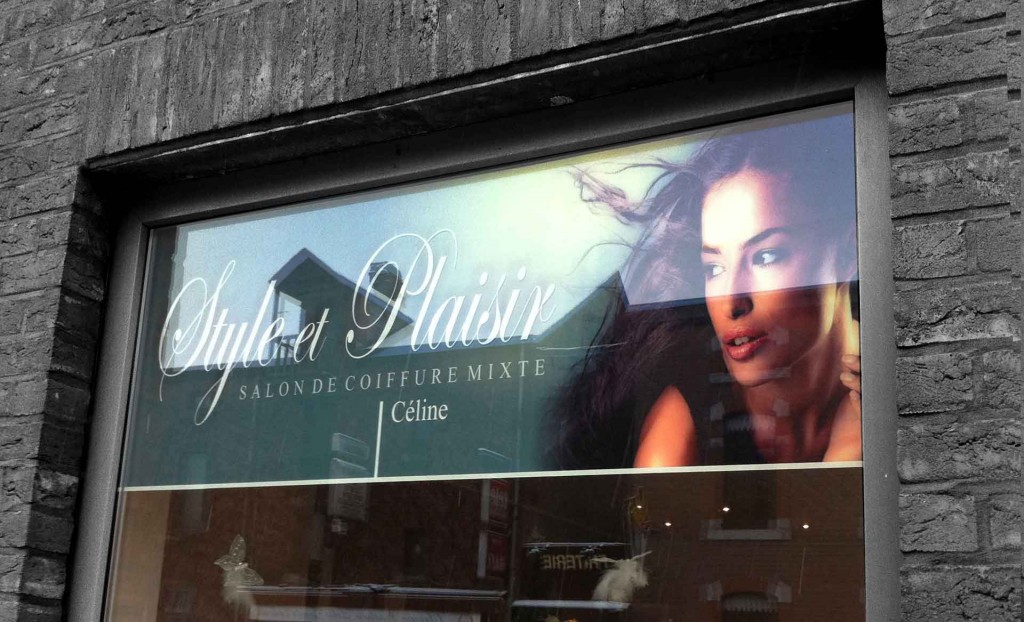 Style et Plaisir
SALON DE COIFFURE MIXTE
Céline